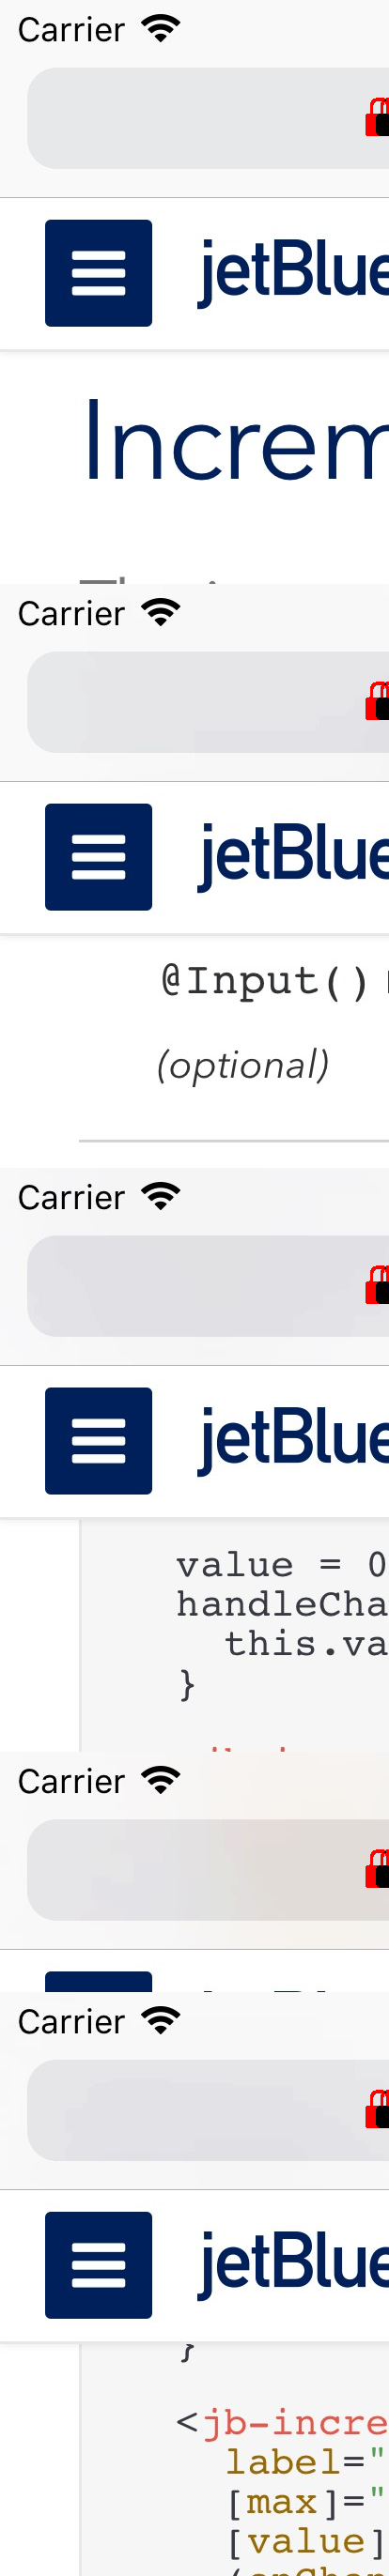 Carrier
jetBlue
Increm
Carrier
jetBlue
@Input()
(optional)
Carrier
jetBlue
value = 0
handleCha
this.va
}
Carrier
Carrier
jetBlue
}
<jb-incre
label="
[max]="
[value]